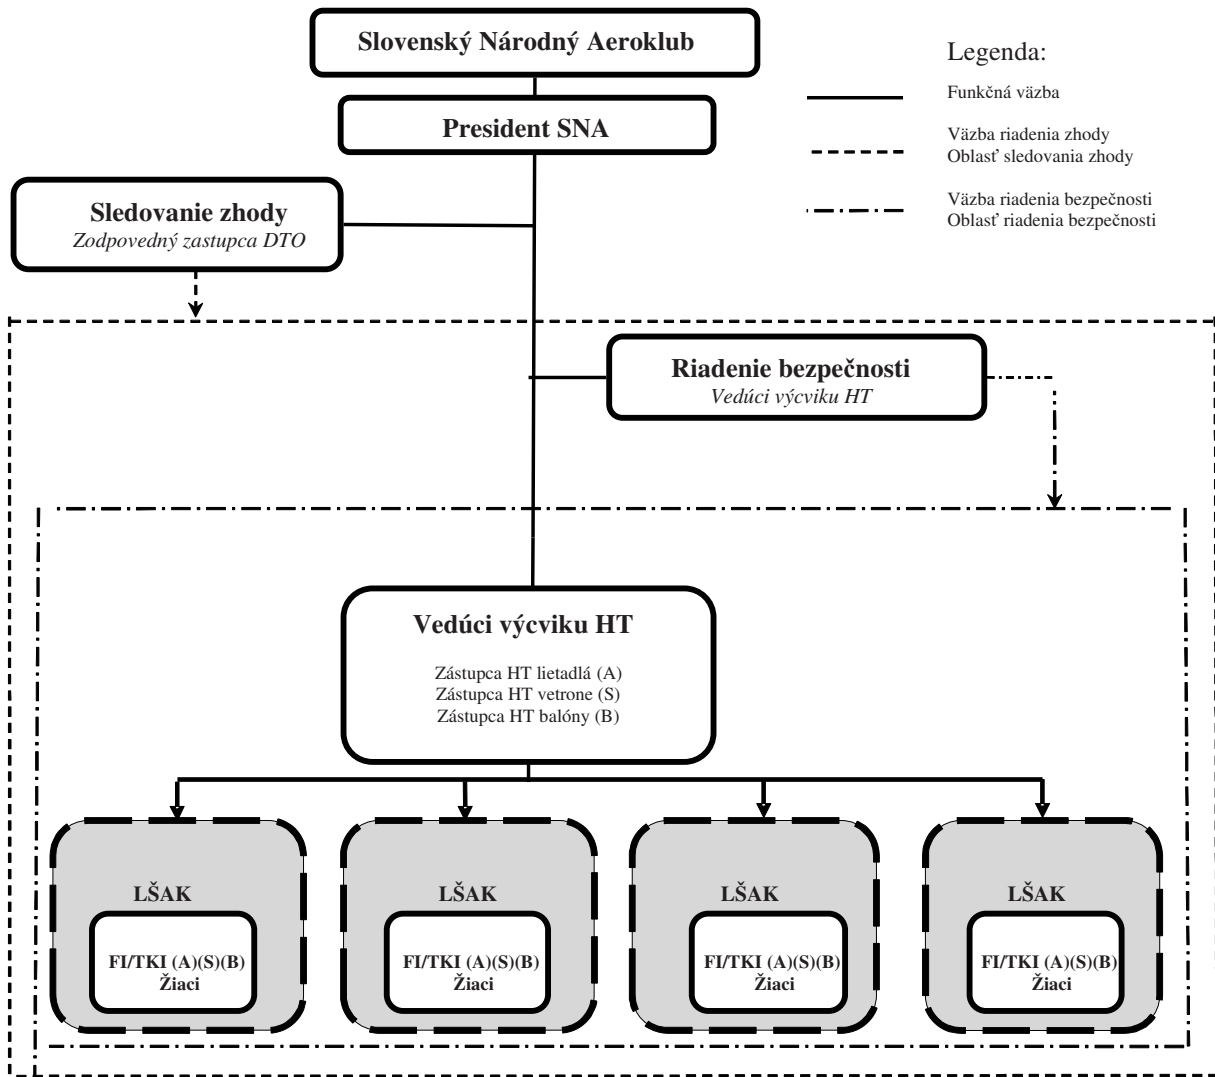 Slovenský Národný Aeroklub
President SNA
Legenda:
Funkčná väzba
Väzba riadenia zhody
Oblasť sledovania zhody
Väzba riadenia bezpečnosti
Oblasť riadenia bezpečnosti
Sledovanie zhody
Zodpovedný zastupca DTO
Riadenie bezpečnosti
Vedúci výcviku HT
Vedúci výcviku HT
Zástupca HT lietadlá (A)
Zástupca HT vetrone (S)
Zástupca HT balóny (B)
LŠAK
FI/TKI (A)(S)(B)
Žiaci
LŠAK
FI/TKI (A)(S)(B)
Žiaci
LŠAK
FI/TKI (A)(S)(B)
Žiaci
LŠAK
FI/TKI (A)(S)(B)
Žiaci